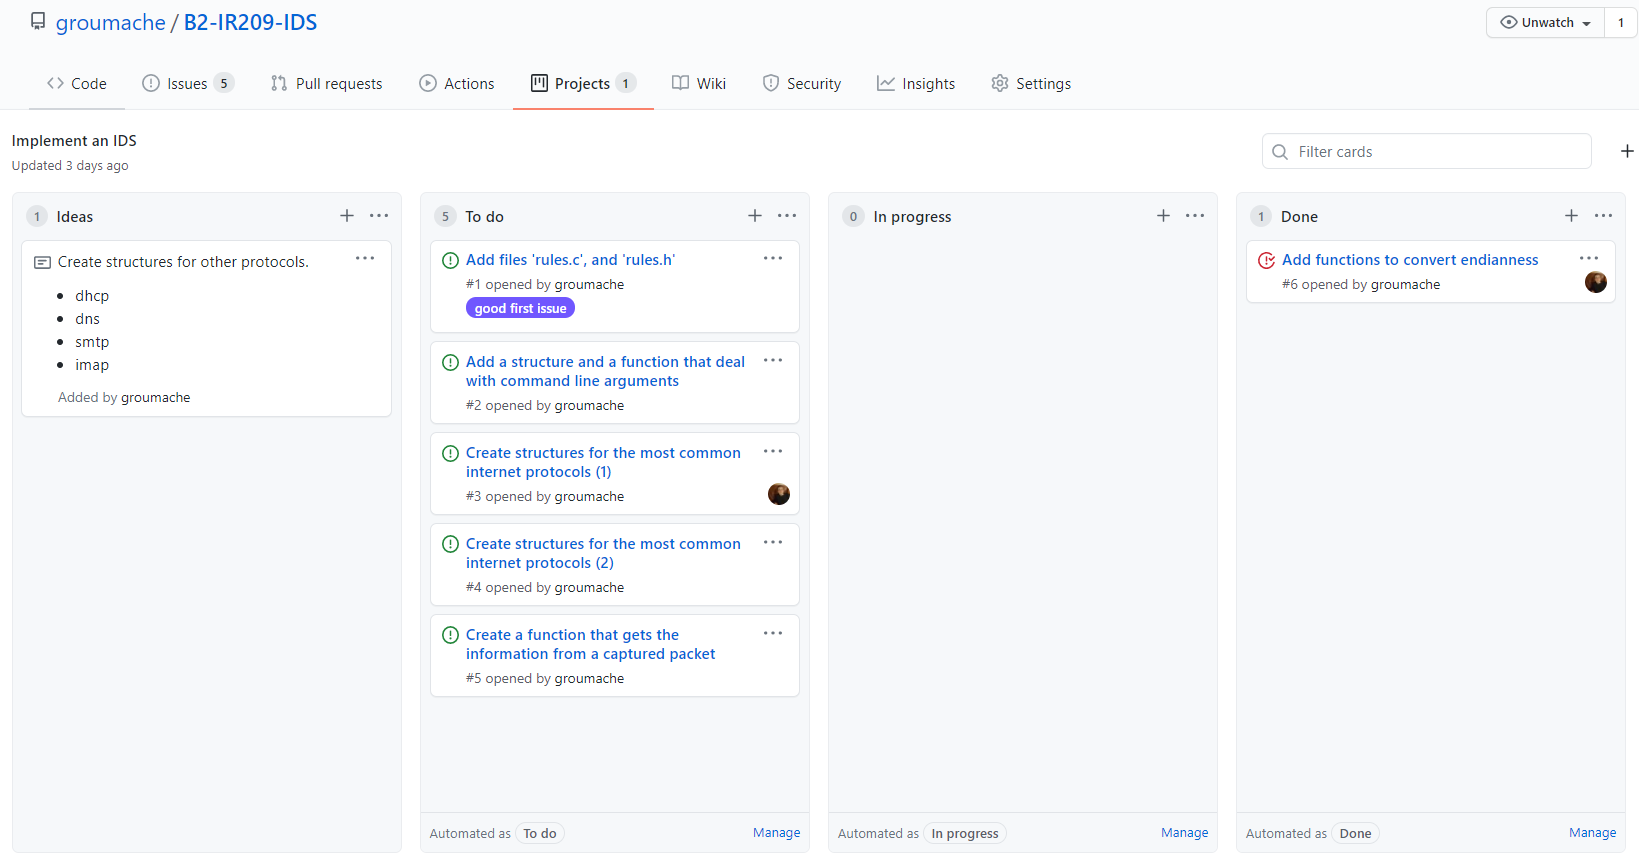 groumache / B2-IR209-IDS
Unwatch 1
Code Issues 5 Pull requests Actions Projects 1 Wiki Security Insights Settings
Implement an IDS
Updated 3 days ago
Filter cards
1 Ideas
Create structures for other protocols.
dhcp
dns
smtp
imap
Added by groumache
5 To do
Add files 'rules.c', and 'rules.h'
#1 opened by groumache
good first issue
Add a structure and a function that deal
with command line arguments
#2 opened by groumache
Create structures for the most common
internet protocols (1)
#3 opened by groumache
Create structures for the most common
internet protocols (2)
#4 opened by groumache
Create a function that gets the
information from a captured packet
#5 opened by groumache
Automated as To do Manage
0 In progress
Automated as In progress Manage
1 Done
Add functions to convert endianness
#6 opened by groumache
Automated as Done Manage